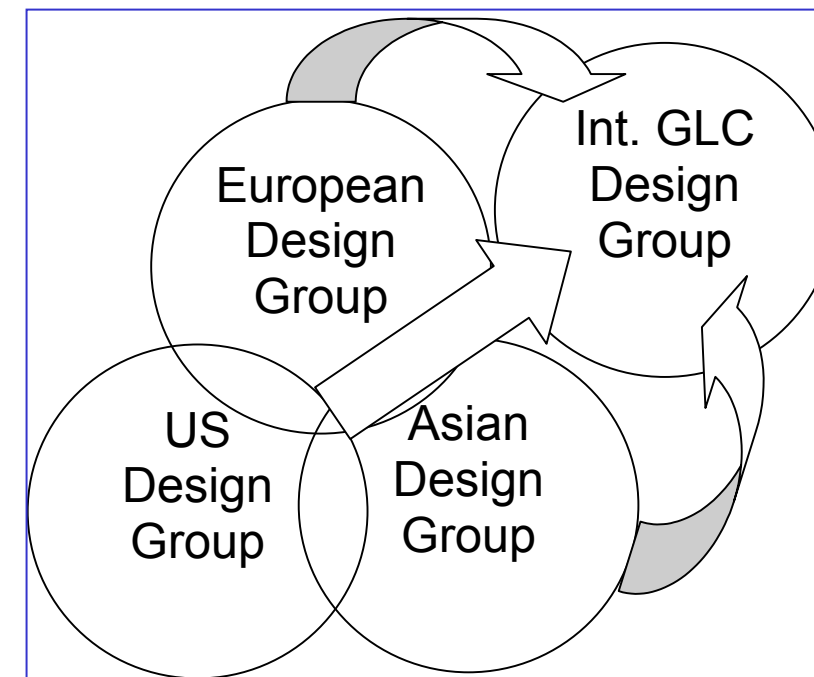 European
Design
Group
Int. GLC
Design
Group
US
Design
Group
Asian
Design
Group